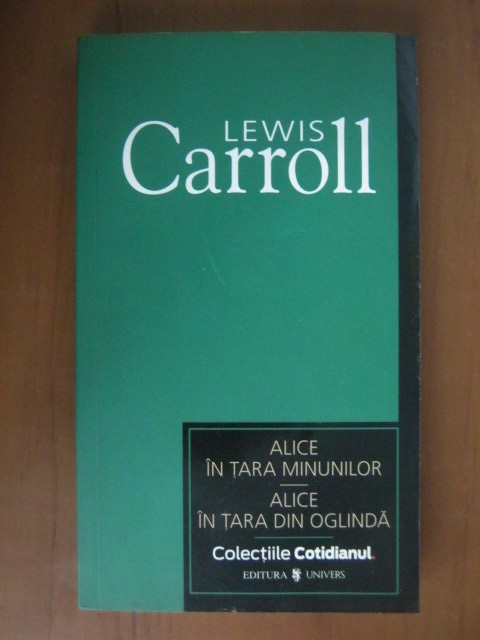 LEWIS
Carroll
ALICE
ÎN ȚARA MINUNILOR
ALICE
ÎN ȚARA DIN OGLINDĂ
Colecțiile Cotidianul.
EDITURA UNIVERS